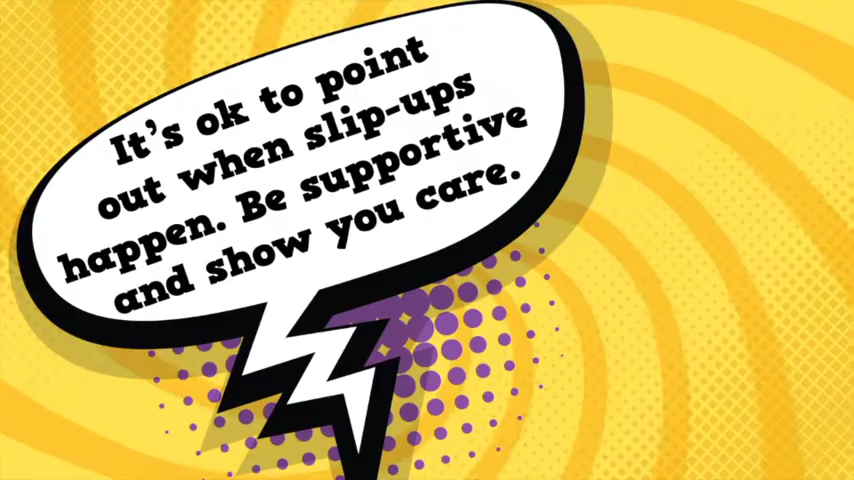 It's ok to point
out when slip-ups
happen. Be supportive
and show you care.